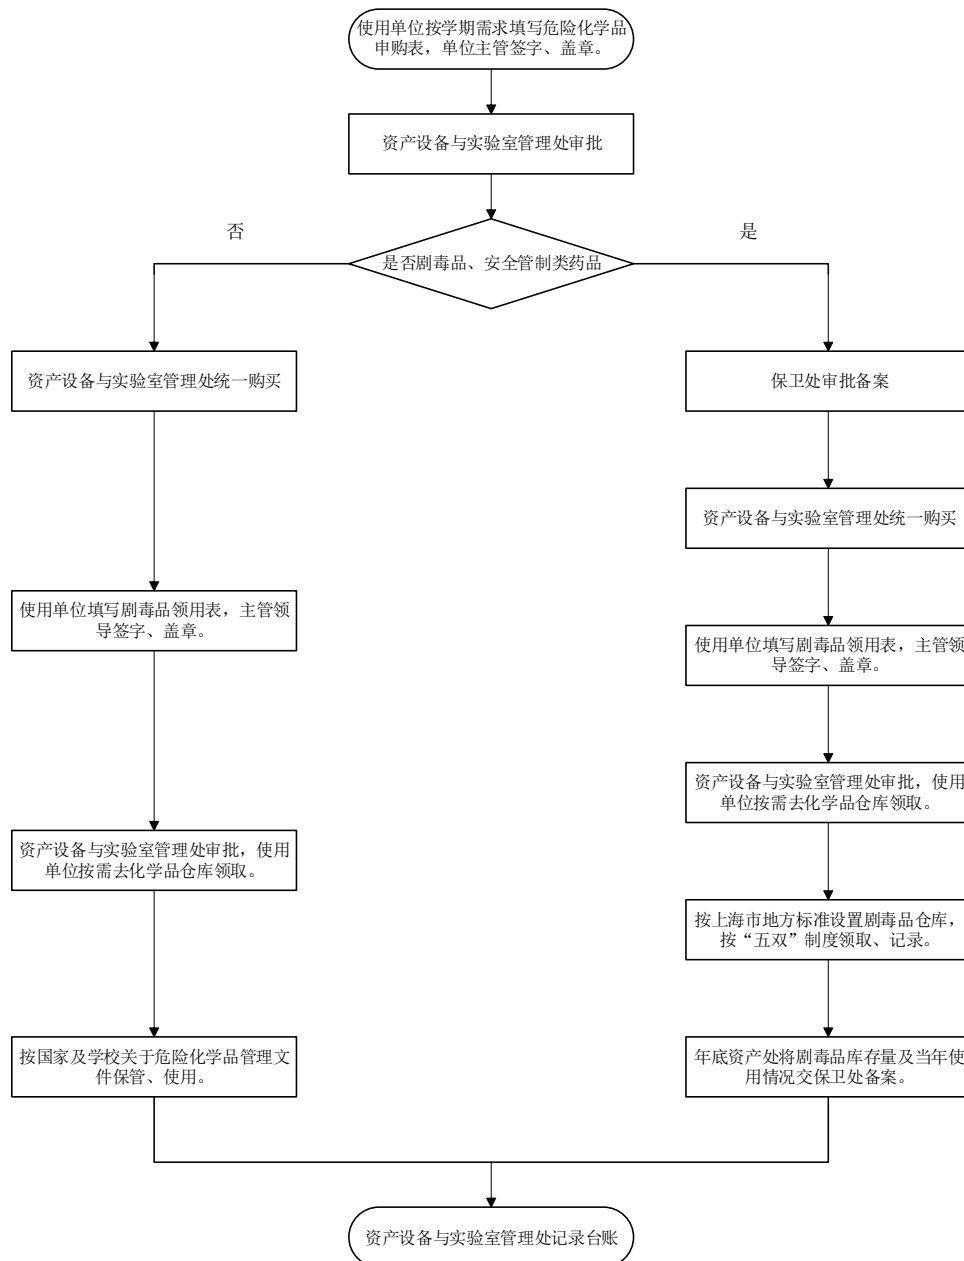 使用单位按学期需求填写危险化学品
申购表，单位主管签字、盖章。
资产设备与实验室管理处审批
否
是
是否剧毒品、安全管制类药品
资产设备与实验室管理处统一购买
保卫处审批备案
资产设备与实验室管理处统一购买
使用单位填写剧毒品领用表，主管领
导签字、盖章。
使用单位填写剧毒品领用表，主管领
导签字、盖章。
资产设备与实验室管理处审批，使用
单位按需去化学品仓库领取。
资产设备与实验室管理处审批，使用
单位按需去化学品仓库领取。
按上海市地方标准设置剧毒品仓库，
按“五双”制度领取、记录。
按国家及学校关于危险化学品管理文
件保管、使用。
年底资产处将剧毒品库存量及当年使
用情况交保卫处备案。
资产设备与实验室管理处记录台账